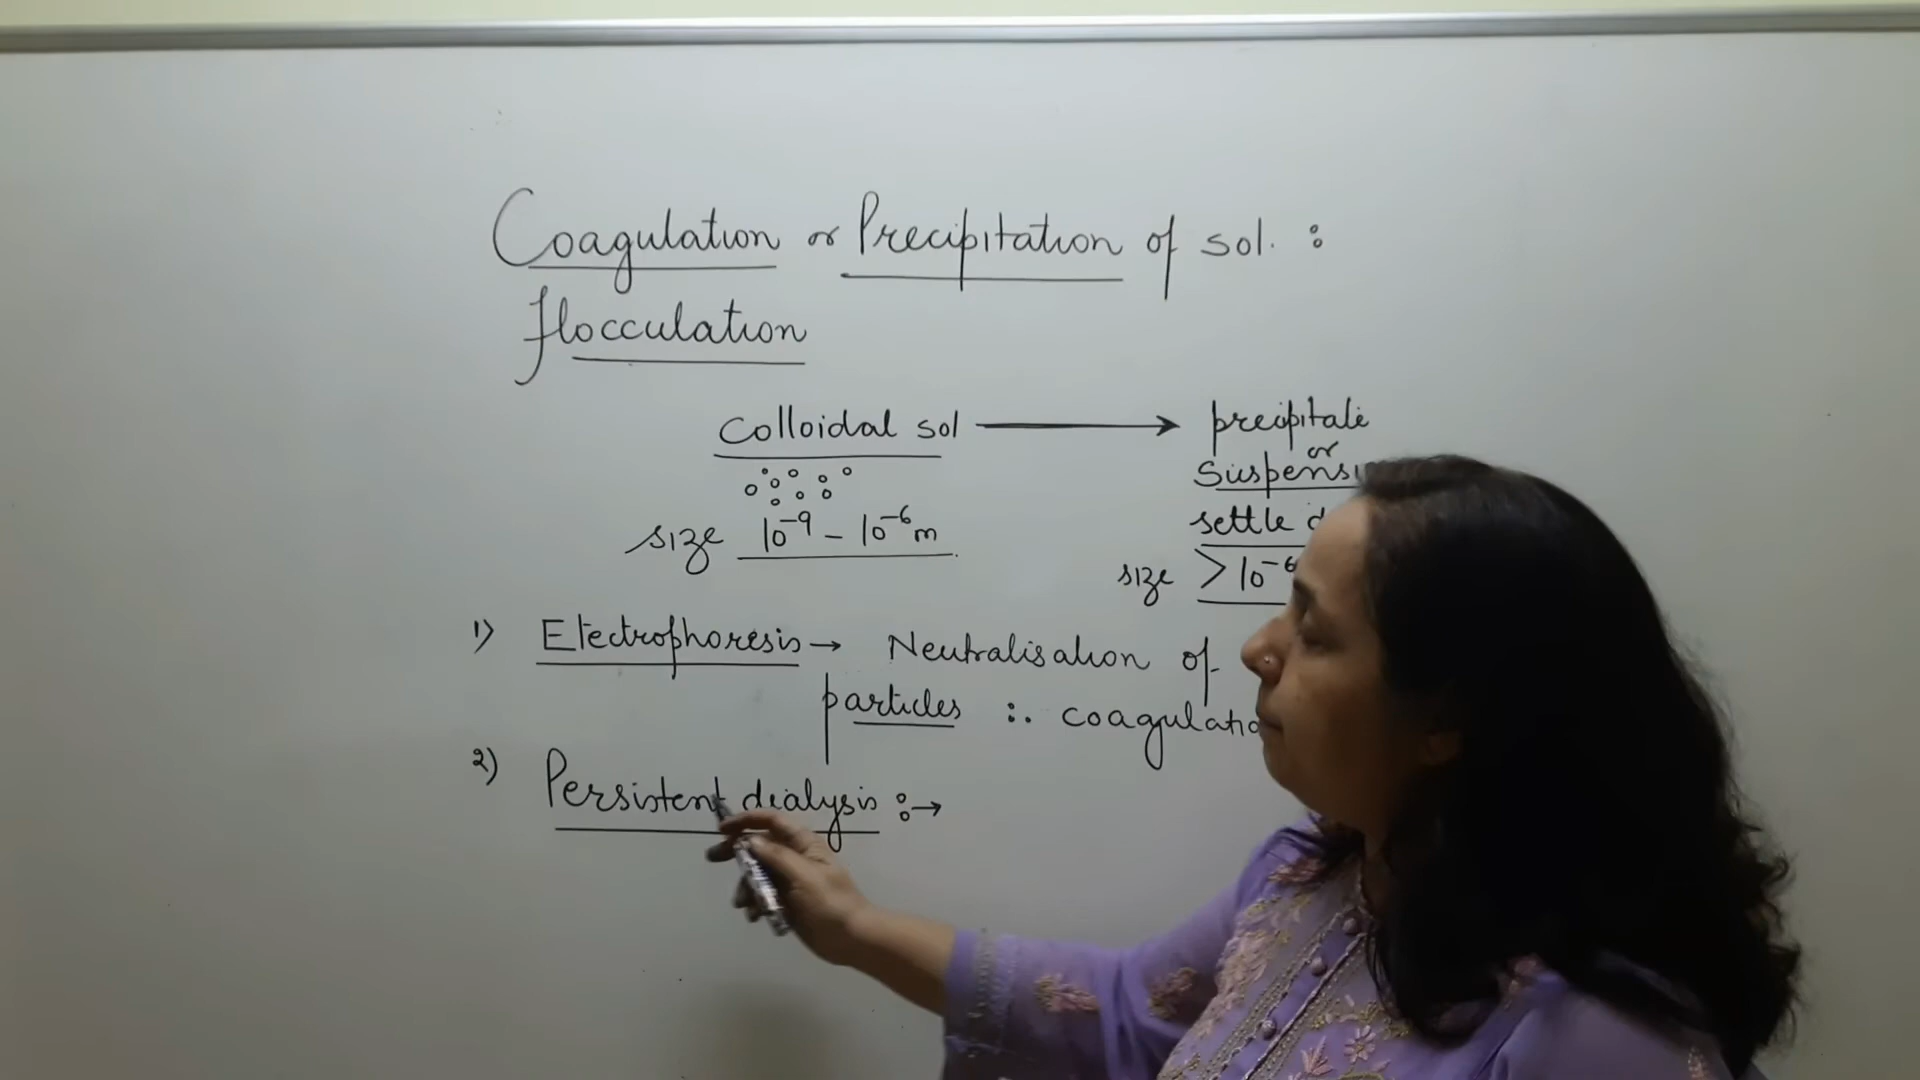 Coagulation or Precipitation of sol. :
flocculation
colloidal sol → precipitate
or
Suspensi
size 10⁻⁹ – 10⁻⁶ m
settle d
size > 10⁻⁶
1) Electrophoresis → Neutralisation of
particles ∴ coagulatio
2) Persistent dialysis :→